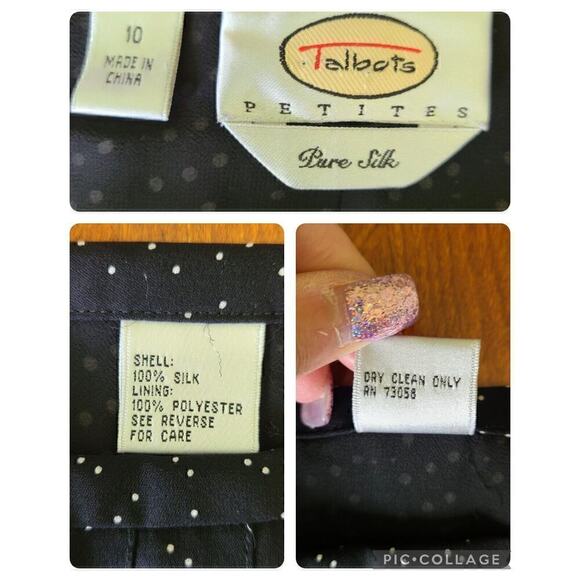 10
MADE IN
CHINA
Talbots
PETITES
Pure Silk
SHELL:
100% SILK
LINING:
100% POLYESTER
SEE REVERSE
FOR CARE
DRY CLEAN ONLY
RN 73058
PIC•COLLAGE